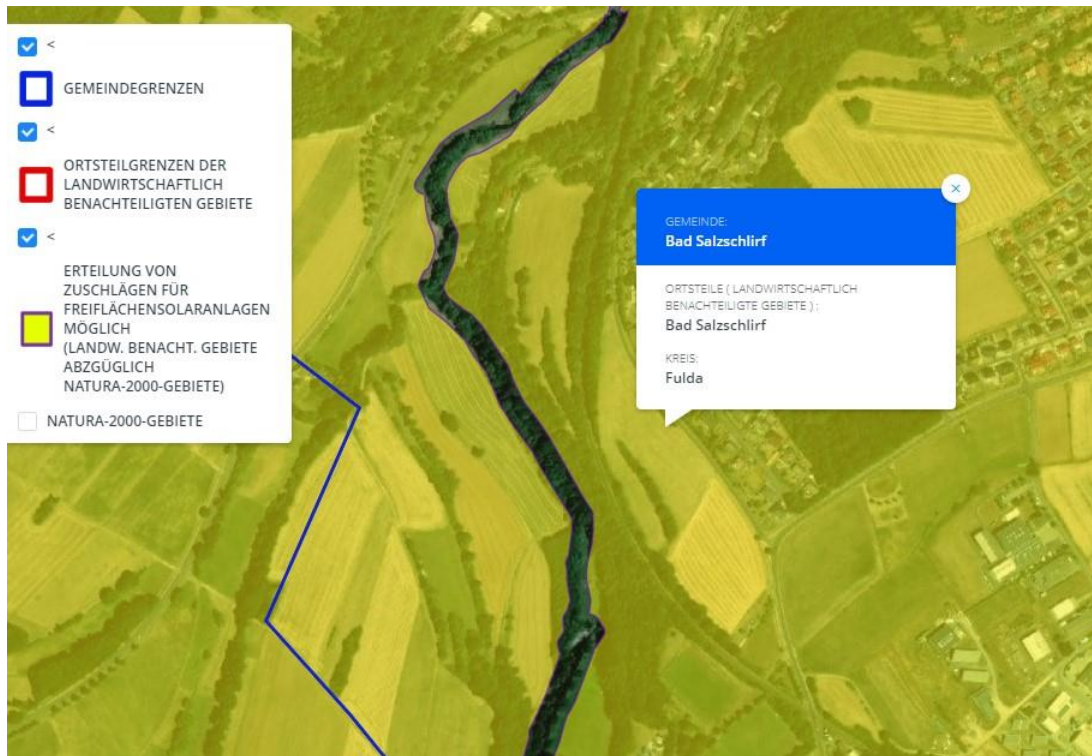 <
GEMEINDEGRENZEN
<
ORTSTEILGRENZEN DER
LANDWIRTSCHAFTLICH
BENACHTEILIGTEN GEBIETE
<
ERTEILUNG VON
ZUSCHLÄGEN FÜR
FREIFLÄCHENSOLARANLAGEN
MÖGLICH
(LANDW. BENACHT. GEBIETE
ABZGÜGLICH
NATURA-2000-GEBIETE)
NATURA-2000-GEBIETE
GEMEINDE:
Bad Salzschlirf
ORTSTEILE ( LANDWIRTSCHAFTLICH
BENACHTEILIGTE GEBIETE ) :
Bad Salzschlirf
KREIS:
Fulda